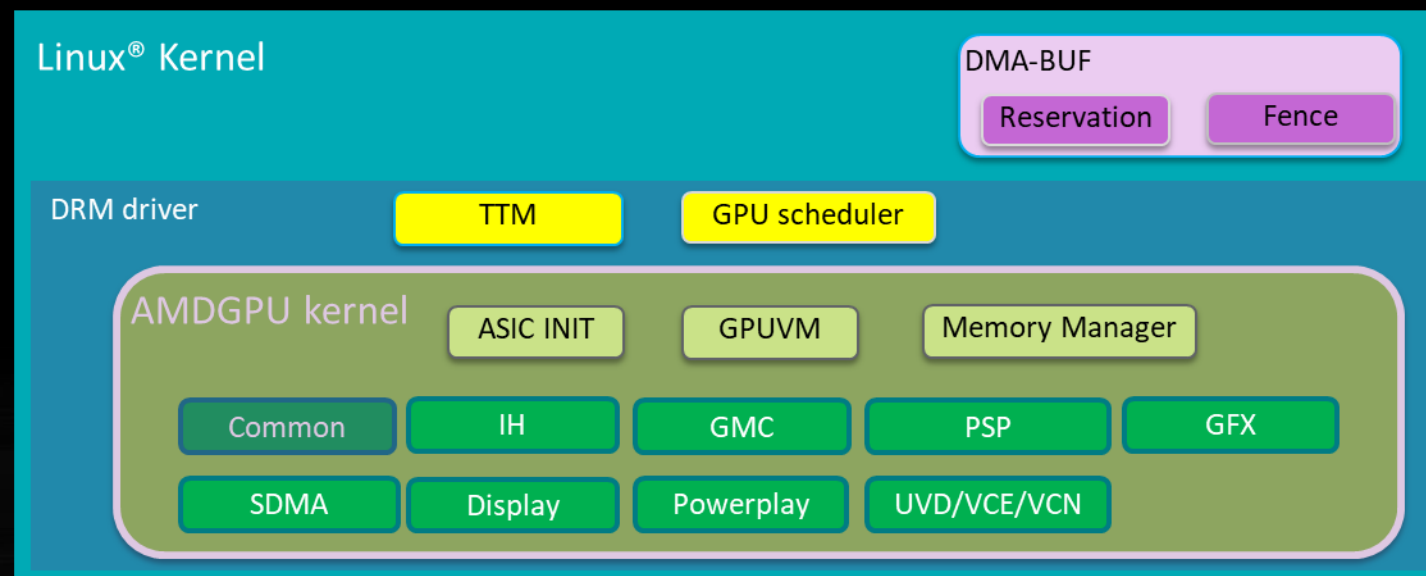 Linux® Kernel
DMA-BUF
Reservation
Fence
DRM driver
TTM
GPU scheduler
AMDGPU kernel
ASIC INIT
GPUVM
Memory Manager
Common
IH
GMC
PSP
GFX
SDMA
Display
Powerplay
UVD/VCE/VCN